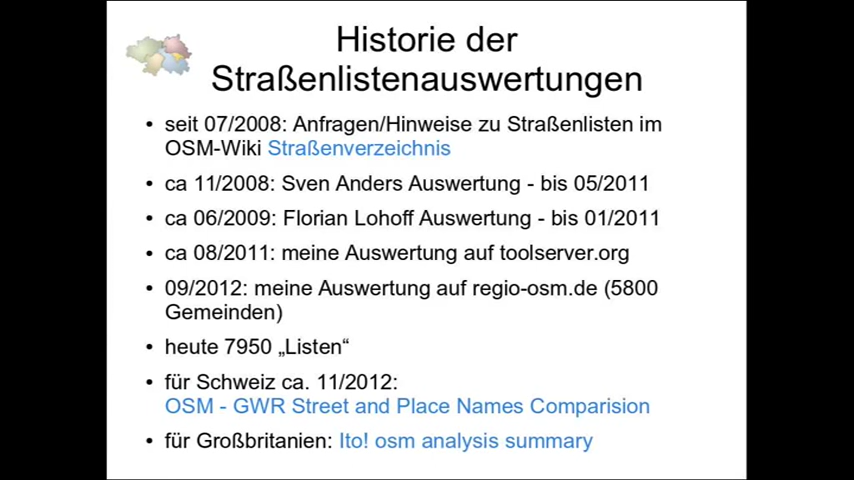 Historie der
Straßenlistenauswertungen
• seit 07/2008: Anfragen/Hinweise zu Straßenlisten im
OSM-Wiki Straßenverzeichnis
• ca 11/2008: Sven Anders Auswertung - bis 05/2011
• ca 06/2009: Florian Lohoff Auswertung - bis 01/2011
• ca 08/2011: meine Auswertung auf toolserver.org
• 09/2012: meine Auswertung auf regio-osm.de (5800
Gemeinden)
• heute 7950 „Listen“
• für Schweiz ca. 11/2012:
OSM - GWR Street and Place Names Comparision
• für Großbritanien: Ito! osm analysis summary